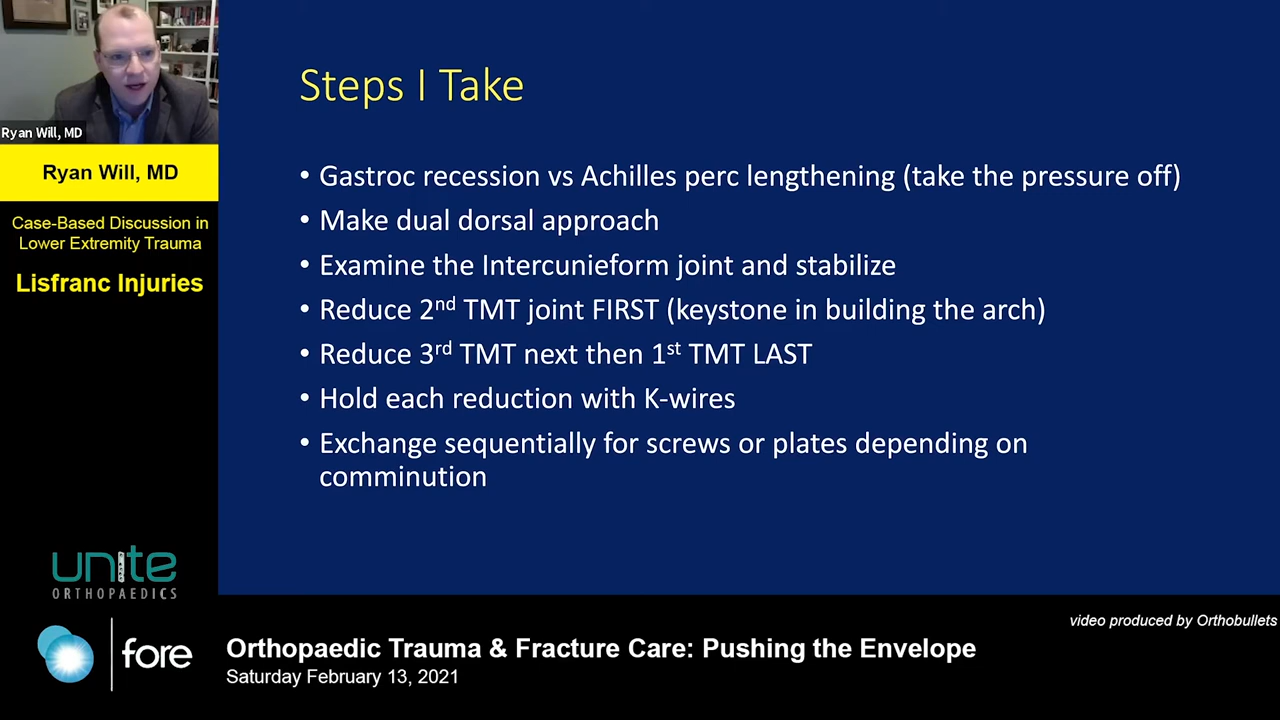 Ryan Will, MD
Ryan Will, MD
Case-Based Discussion in
Lower Extremity Trauma
Lisfranc Injuries
Steps I Take
• Gastroc recession vs Achilles perc lengthening (take the pressure off)
• Make dual dorsal approach
• Examine the Intercunieform joint and stabilize
• Reduce 2nd TMT joint FIRST (keystone in building the arch)
• Reduce 3rd TMT next then 1st TMT LAST
• Hold each reduction with K-wires
• Exchange sequentially for screws or plates depending on
comminution
unite
ORTHOPAEDICS
fore
video produced by Orthobullets
Orthopaedic Trauma & Fracture Care: Pushing the Envelope
Saturday February 13, 2021